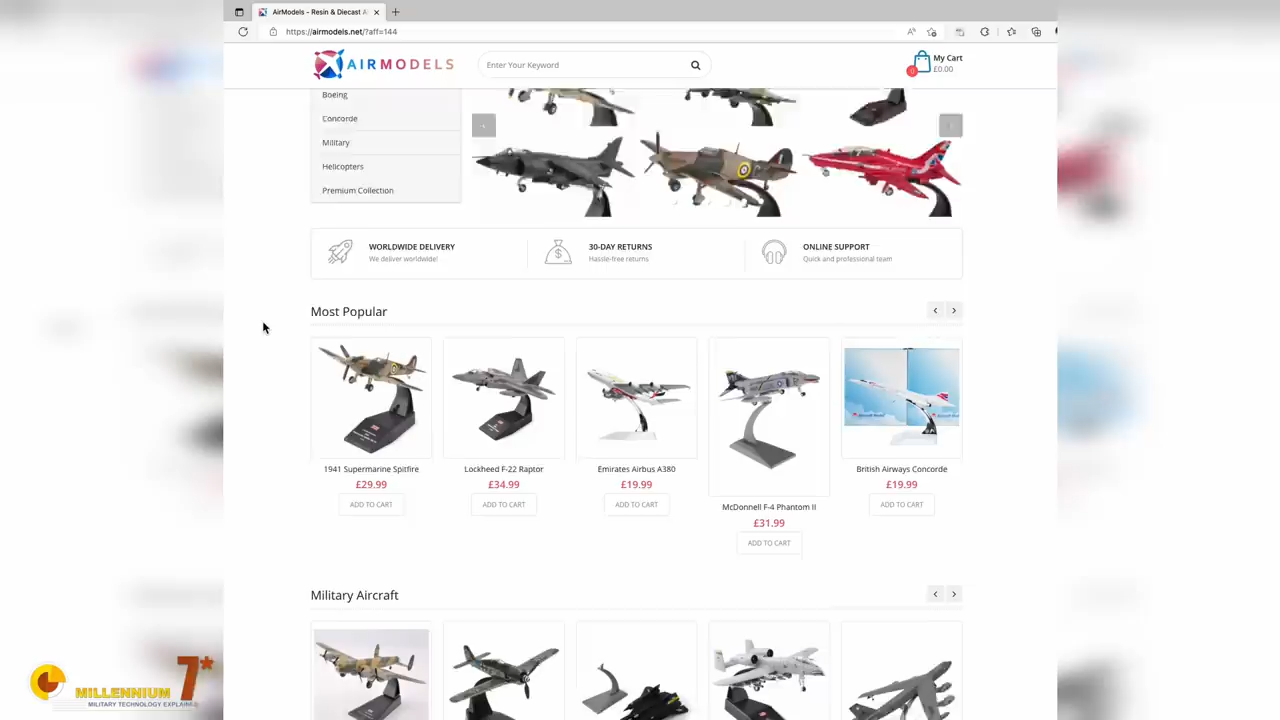 AirModels - Resin & Diecast A
https://airmodels.net/?aff=144
AIRMODELS
Enter Your Keyword
My Cart
0
£0.00
Boeing
Concorde
Military
Helicopters
Premium Collection
WORLDWIDE DELIVERY
We deliver worldwide!
30-DAY RETURNS
Hassle-free returns
ONLINE SUPPORT
Quick and professional team
Most Popular
1941 Supermarine Spitfire
£29.99
ADD TO CART
Lockheed F-22 Raptor
£34.99
ADD TO CART
Emirates Airbus A380
£19.99
ADD TO CART
McDonnell F-4 Phantom II
£31.99
ADD TO CART
British Airways Concorde
£19.99
ADD TO CART
Military Aircraft
MILLENNIUM 7*
MILITARY TECHNOLOGY EXPLAIN